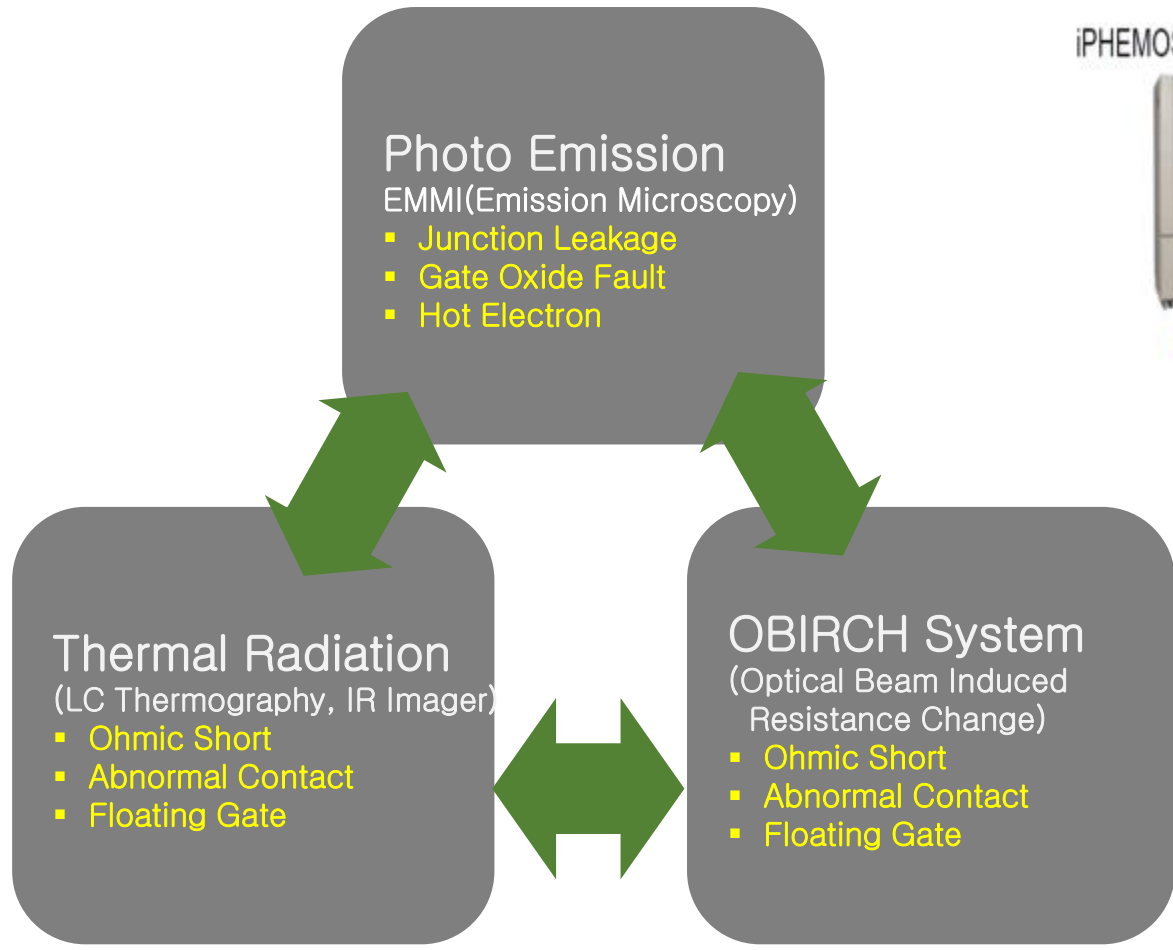 Photo Emission
EMMI(Emission Microscopy)
▪ Junction Leakage
▪ Gate Oxide Fault
▪ Hot Electron
Thermal Radiation
(LC Thermography, IR Imager)
▪ Ohmic Short
▪ Abnormal Contact
▪ Floating Gate
OBIRCH System
(Optical Beam Induced
Resistance Change)
▪ Ohmic Short
▪ Abnormal Contact
▪ Floating Gate